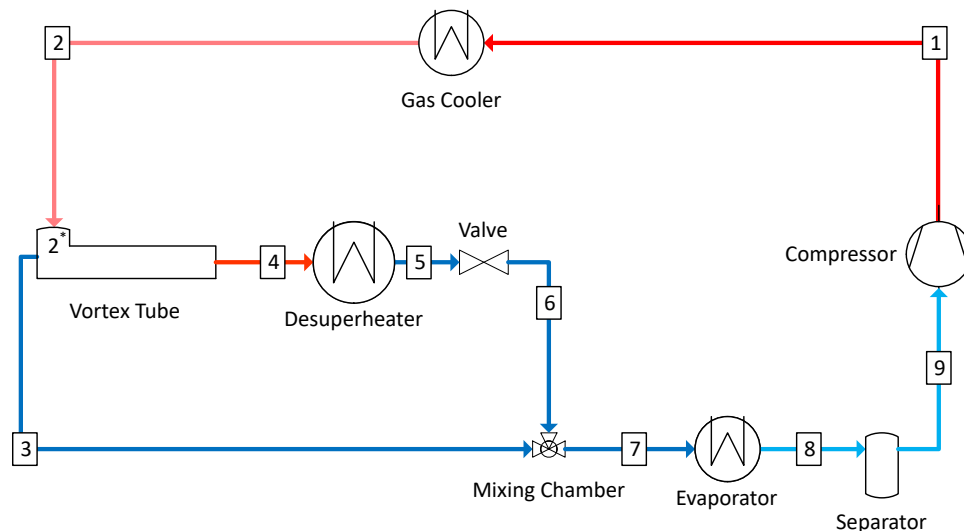 2
1
Gas Cooler
2*
4
5
Valve
Compressor
Vortex Tube
Desuperheater
6
9
3
7
8
Mixing Chamber
Evaporator
Separator